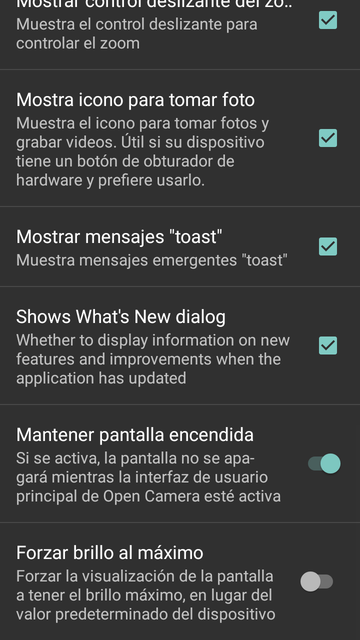 Mostrar control deslizante del zo..
Muestra el control deslizante para
controlar el zoom
Mostra icono para tomar foto
Muestra el icono para tomar fotos y
grabar videos. Útil si su dispositivo
tiene un botón de obturador de
hardware y prefiere usarlo.
Mostrar mensajes "toast"
Muestra mensajes emergentes "toast"
Shows What's New dialog
Whether to display information on new
features and improvements when the
application has updated
Mantener pantalla encendida
Si se activa, la pantalla no se apa-
gará mientras la interfaz de usuario
principal de Open Camera esté activa
Forzar brillo al máximo
Forzar la visualización de la pantalla
a tener el brillo máximo, en lugar del
valor predeterminado del dispositivo